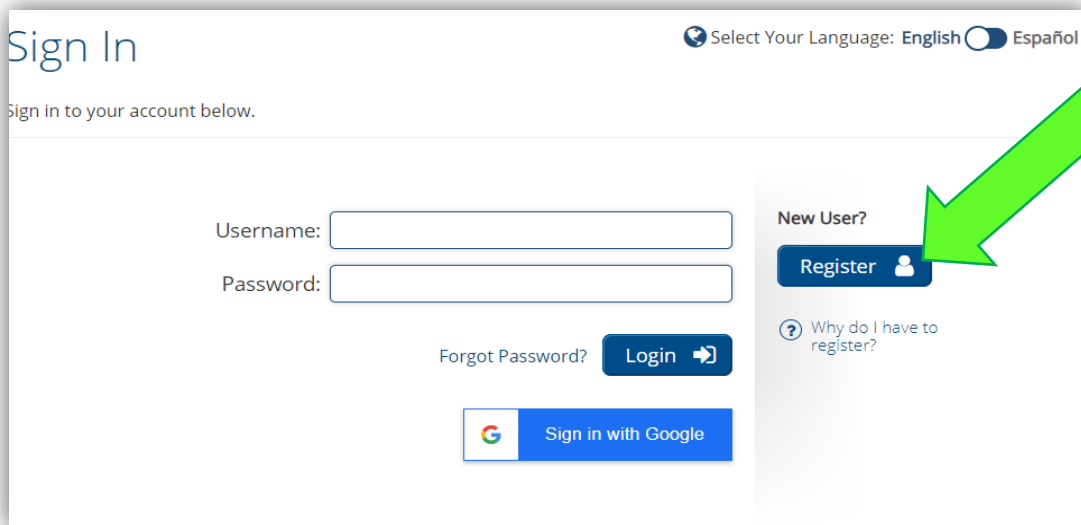 Sign In
Select Your Language: English Español
Sign in to your account below.
Username:
Password:
Forgot Password?
Login
Sign in with Google
New User?
Register
Why do I have to
register?